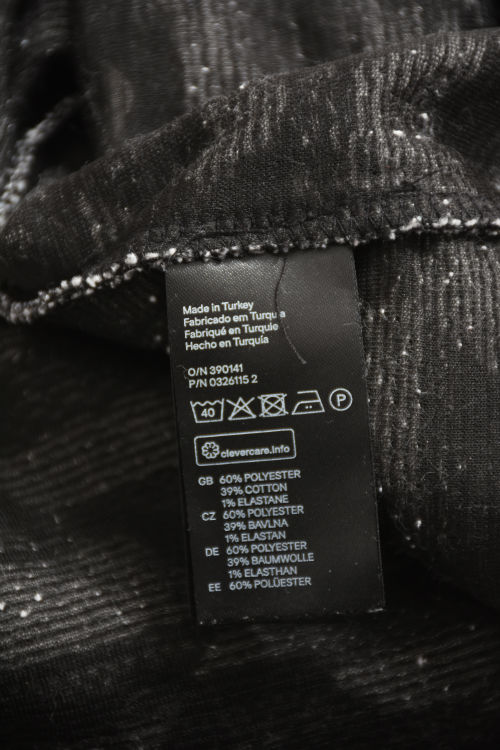 Made in Turkey
Fabricado em Turquia
Fabriqué en Turquie
Hecho en Turquía
O/N 390141
P/N 0326115 2
40 P
clevercare.info
GB 60% POLYESTER
39% COTTON
1% ELASTANE
CZ 60% POLYESTER
39% BAVLNA
1% ELASTAN
DE 60% POLYESTER
39% BAUMWOLLE
1% ELASTHAN
EE 60% POLÜESTER